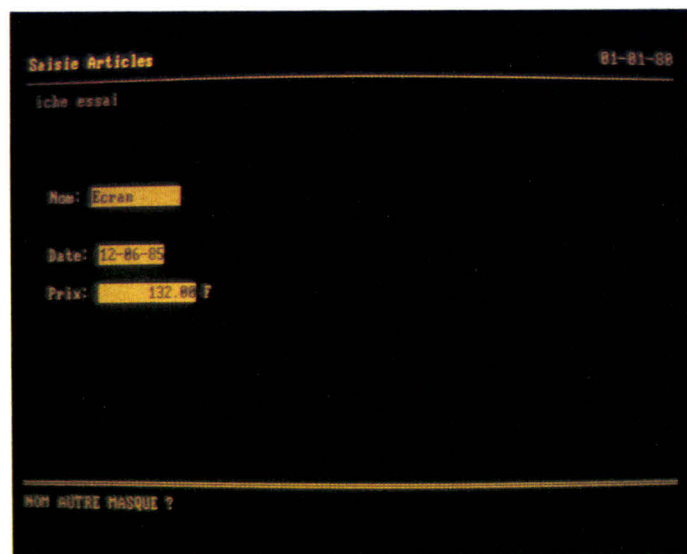 Saisie Articles 01-01-80
iche essai
Nom: Ecran
Date: 12-06-85
Prix: 132.00 F
NOM AUTRE MASQUE ?